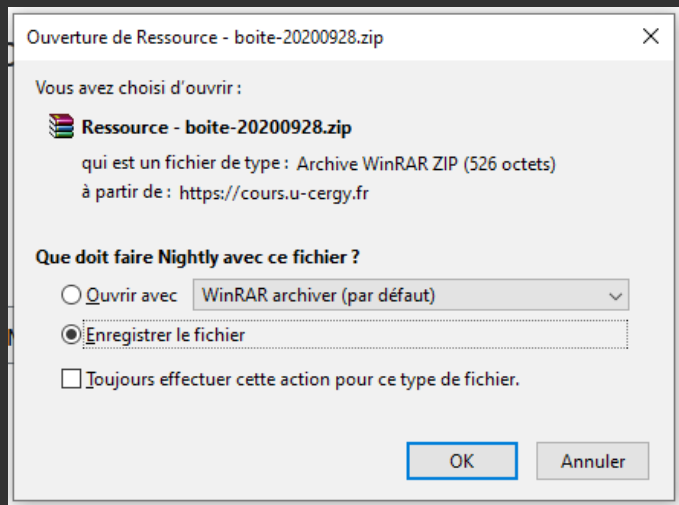 Ouverture de Ressource - boite-20200928.zip
Vous avez choisi d'ouvrir :
Ressource - boite-20200928.zip
qui est un fichier de type : Archive WinRAR ZIP (526 octets)
à partir de : https://cours.u-cergy.fr
Que doit faire Nightly avec ce fichier ?
Ouvrir avec WinRAR archiver (par défaut)
Enregistrer le fichier
Toujours effectuer cette action pour ce type de fichier.
OK Annuler